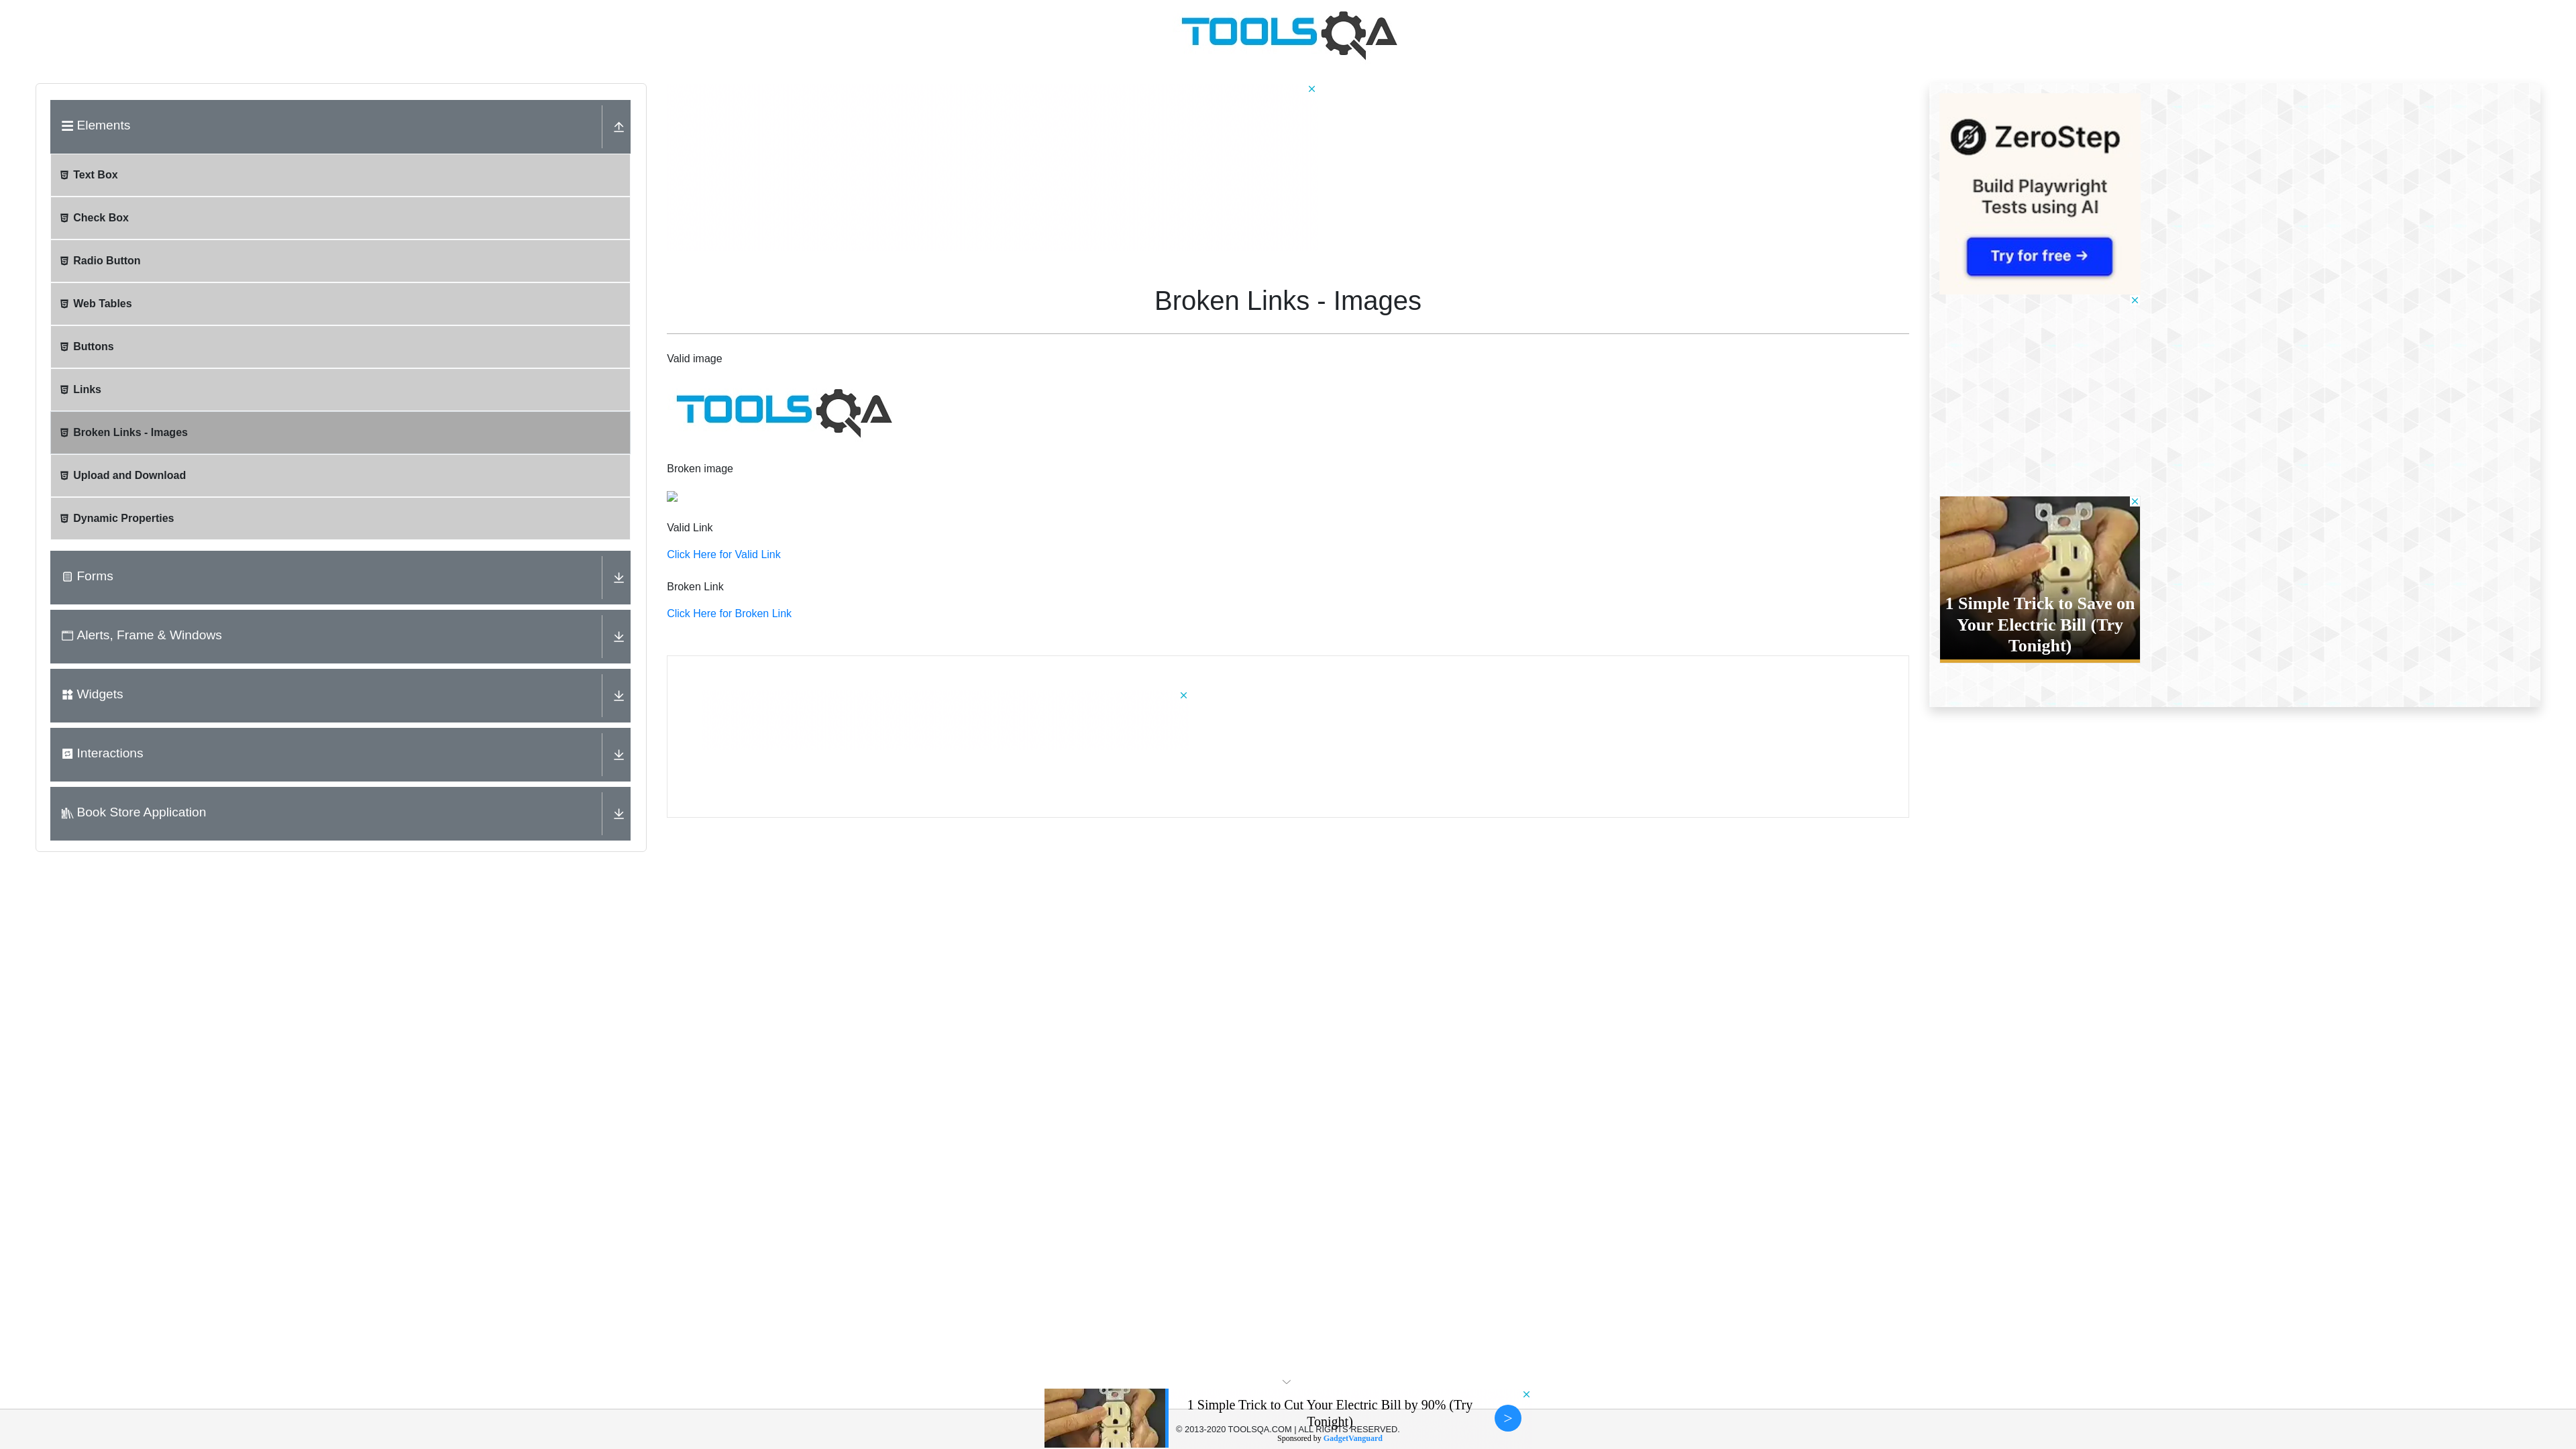 TOOLSQA
Elements
Text Box
Check Box
Radio Button
Web Tables
Buttons
Links
Broken Links - Images
Upload and Download
Dynamic Properties
Forms
Alerts, Frame & Windows
Widgets
Interactions
Book Store Application
Broken Links - Images
Valid image
TOOLSQA
Broken image
Valid Link
Click Here for Valid Link
Broken Link
Click Here for Broken Link
ZeroStep
Build Playwright
Tests using AI
Try for free →
1 Simple Trick to Save on
Your Electric Bill (Try
Tonight)
1 Simple Trick to Cut Your Electric Bill by 90% (Try
Tonight)
>
© 2013-2020 TOOLSQA.COM | ALL RIGHTS RESERVED.
Sponsored by GadgetVanguard